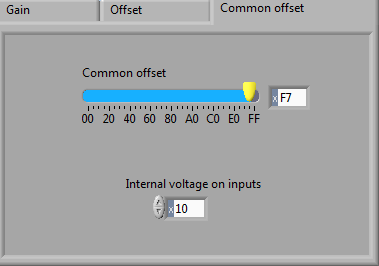 Gain Offset Common offset
Common offset
x F7
00 20 40 60 80 A0 C0 E0 FF
Internal voltage on inputs
x 10